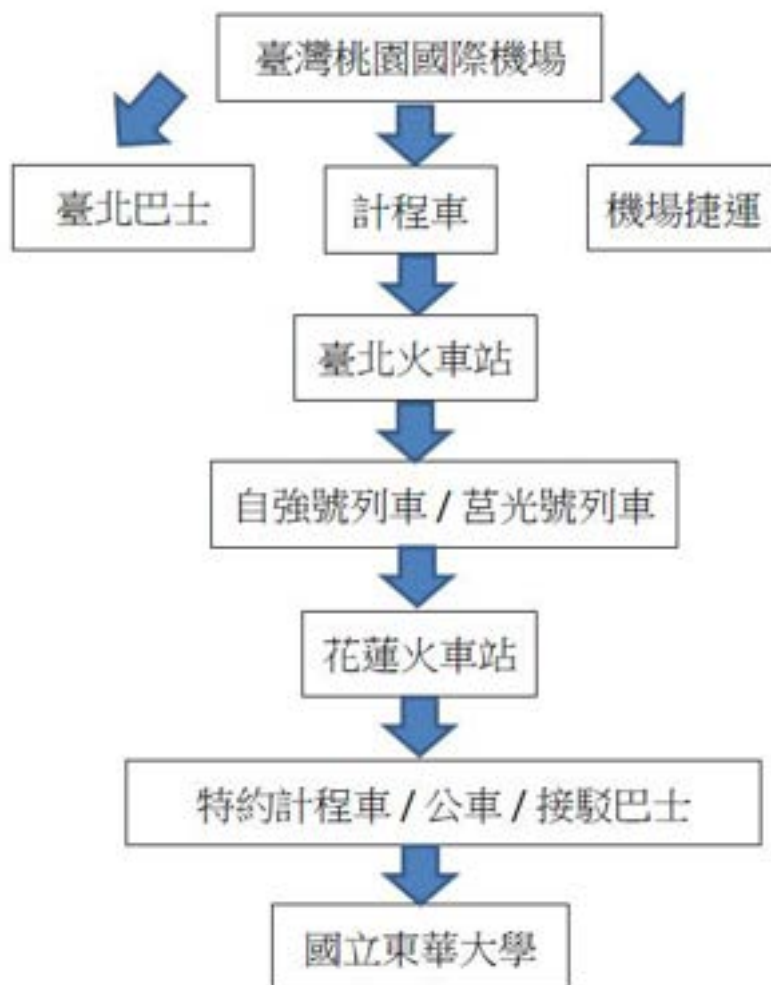 臺灣桃園國際機場
臺北巴士
計程車
機場捷運
臺北火車站
自強號列車 / 莒光號列車
花蓮火車站
特約計程車 / 公車 / 接駁巴士
國立東華大學